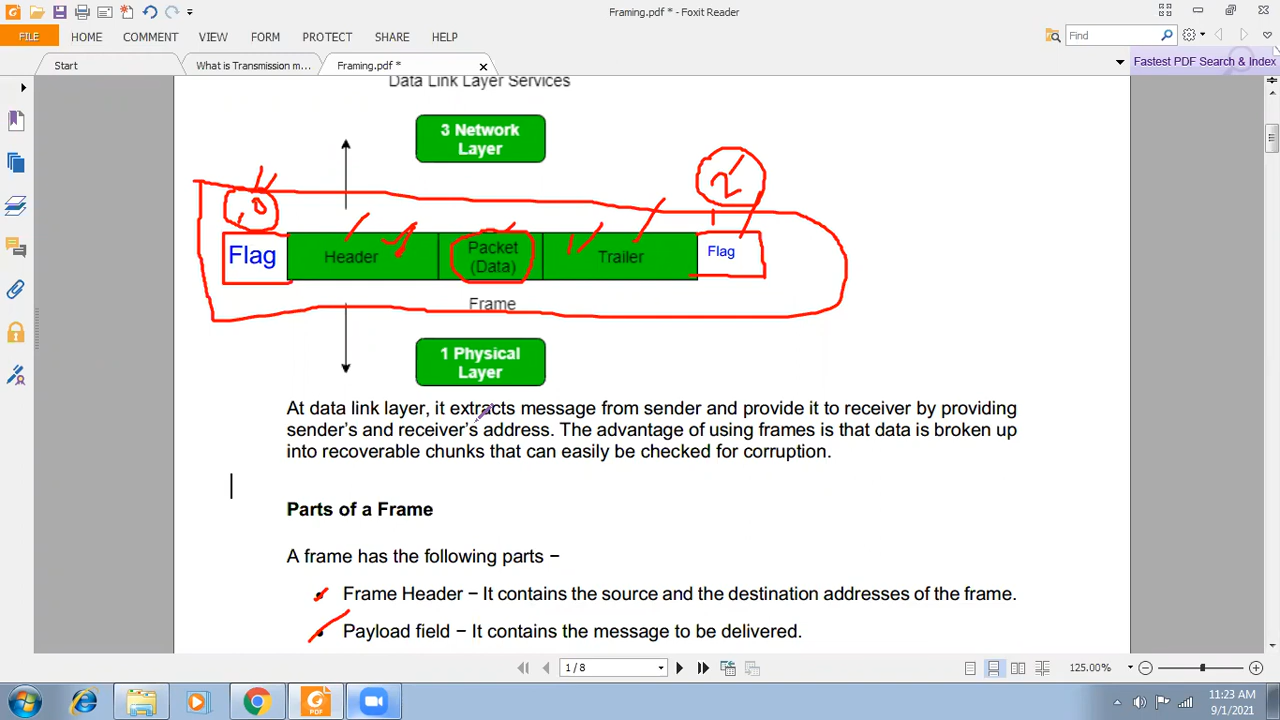 Framing.pdf * - Foxit Reader
FILE HOME COMMENT VIEW FORM PROTECT SHARE HELP
Find
Start What is Transmission m... Framing.pdf *
Fastest PDF Search & Index
Data Link Layer Services
3 Network
Layer
2
Flag Header Packet
(Data) Trailer Flag
Frame
1 Physical
Layer
At data link layer, it extracts message from sender and provide it to receiver by providing
sender's and receiver's address. The advantage of using frames is that data is broken up
into recoverable chunks that can easily be checked for corruption.
Parts of a Frame
A frame has the following parts −
Frame Header − It contains the source and the destination addresses of the frame.
Payload field − It contains the message to be delivered.
1 / 8
125.00%
PDF
11:23 AM
9/1/2021